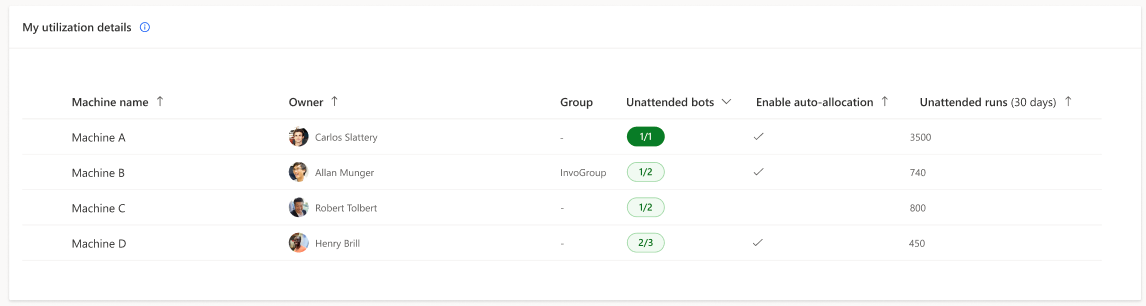 My utilization details
Machine name Owner Group Unattended bots Enable auto-allocation Unattended runs (30 days)
Machine A Carlos Slattery - 1/1 3500
Machine B Allan Munger InvoGroup 1/2 740
Machine C Robert Tolbert - 1/2 800
Machine D Henry Brill - 2/3 450